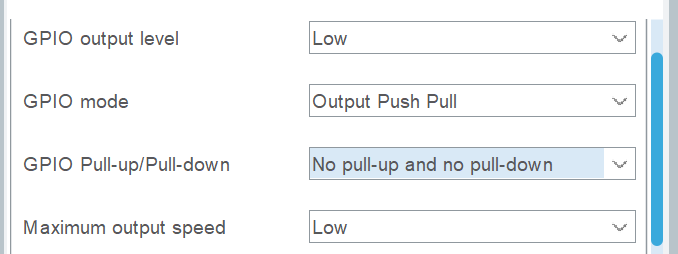 GPIO output level Low
GPIO mode Output Push Pull
GPIO Pull-up/Pull-down No pull-up and no pull-down
Maximum output speed Low